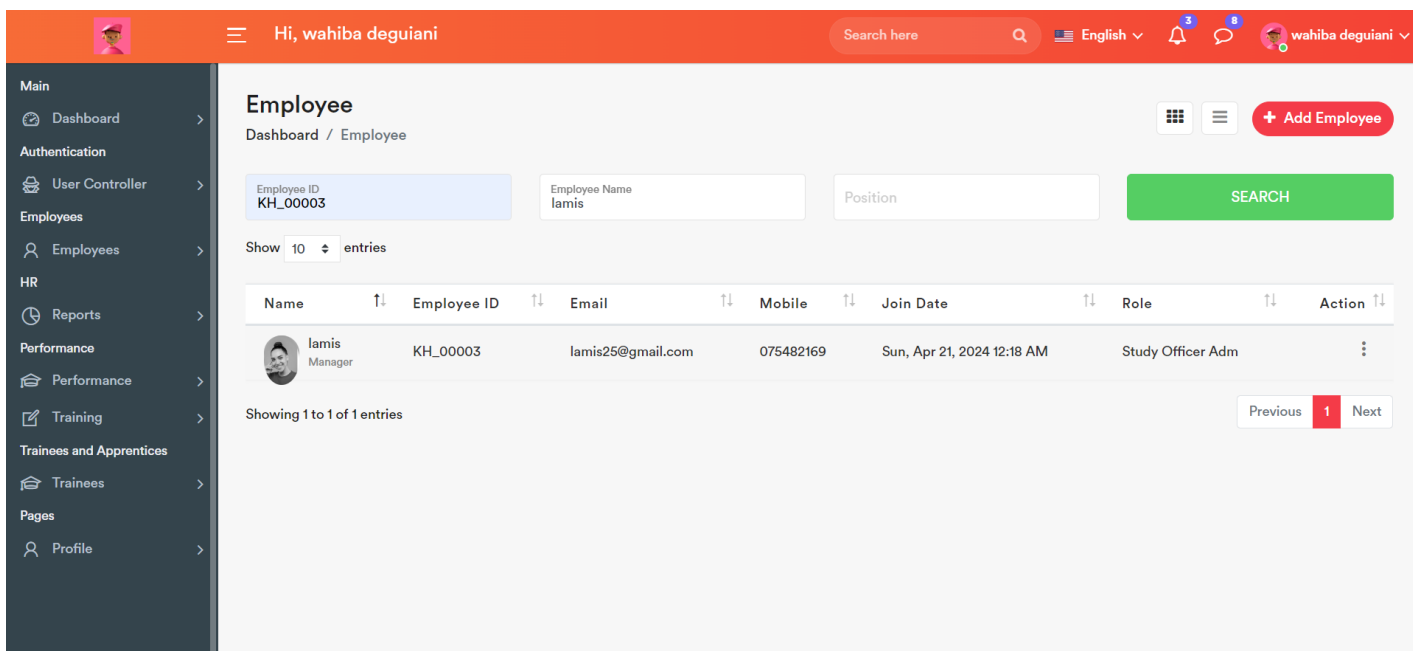 Hi, wahiba deguiani
Search here
English
3
8
wahiba deguiani
Main
Dashboard
Authentication
User Controller
Employees
Employees
HR
Reports
Performance
Performance
Training
Trainees and Apprentices
Trainees
Pages
Profile
Employee
Dashboard / Employee
+ Add Employee
Employee ID
KH_00003
Employee Name
lamis
Position
SEARCH
Show 10 entries
Name Employee ID Email Mobile Join Date Role Action
lamis
Manager
KH_00003 lamis25@gmail.com 075482169 Sun, Apr 21, 2024 12:18 AM Study Officer Adm
Showing 1 to 1 of 1 entries
Previous 1 Next